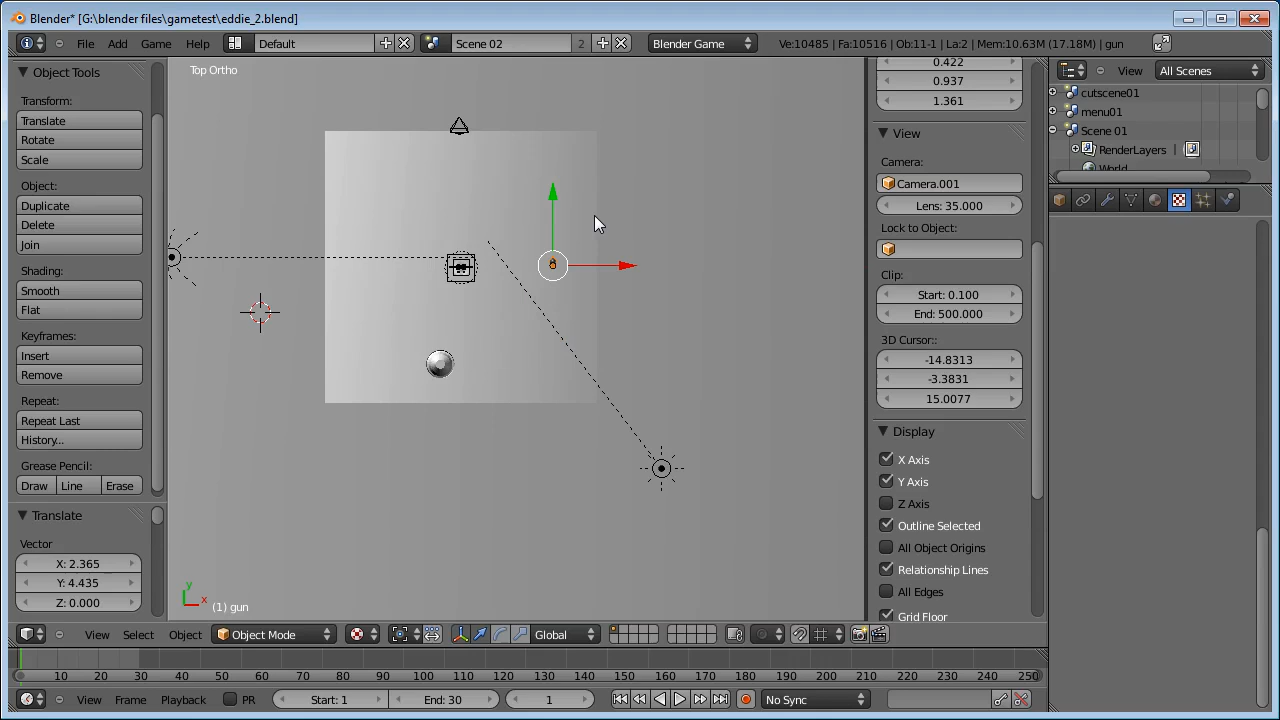 Blender* [G:\blender files\gametest\eddie_2.blend]
File Add Game Help Default Scene 02 2 Blender Game Ve:10485 | Fa:10516 | Ob:11-1 | La:2 | Mem:10.63M (17.18M) | gun
Object Tools
Transform:
Translate
Rotate
Scale
Object:
Duplicate
Delete
Join
Shading:
Smooth
Flat
Keyframes:
Insert
Remove
Repeat:
Repeat Last
History...
Grease Pencil:
Draw Line Erase
Translate
Vector
X: 2.365
Y: 4.435
Z: 0.000
Top Ortho
y
x
(1) gun
0.422
0.937
1.361
View
Camera:
Camera.001
Lens: 35.000
Lock to Object:
Clip:
Start: 0.100
End: 500.000
3D Cursor::
-14.8313
-3.3831
15.0077
Display
X Axis
Y Axis
Z Axis
Outline Selected
All Object Origins
Relationship Lines
All Edges
Grid Floor
View All Scenes
cutscene01
menu01
Scene 01
RenderLayers |
World
View Select Object Object Mode Global
10 20 30 40 50 60 70 80 90 100 110 120 130 140 150 160 170 180 190 200 210 220 230 240 250
View Frame Playback PR Start: 1 End: 30 1 No Sync